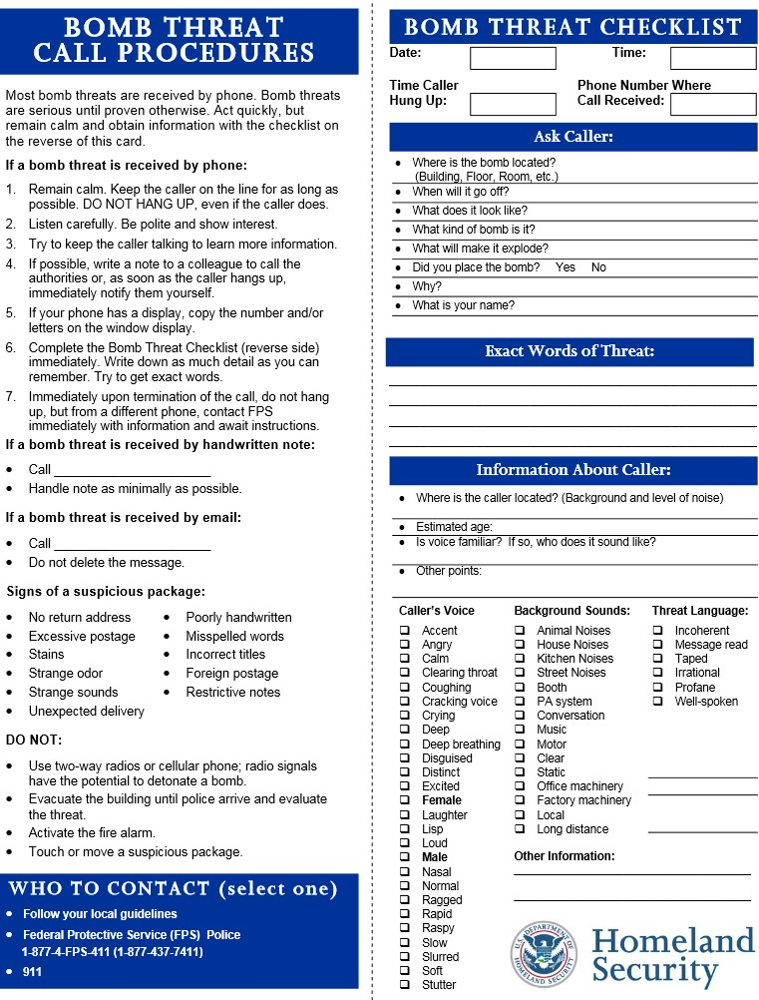 BOMB THREAT
CALL PROCEDURES
Most bomb threats are received by phone. Bomb threats
are serious until proven otherwise. Act quickly, but
remain calm and obtain information with the checklist on
the reverse of this card.
If a bomb threat is received by phone:
1. Remain calm. Keep the caller on the line for as long as
possible. DO NOT HANG UP, even if the caller does.
2. Listen carefully. Be polite and show interest.
3. Try to keep the caller talking to learn more information.
4. If possible, write a note to a colleague to call the
authorities or, as soon as the caller hangs up,
immediately notify them yourself.
5. If your phone has a display, copy the number and/or
letters on the window display.
6. Complete the Bomb Threat Checklist (reverse side)
immediately. Write down as much detail as you can
remember. Try to get exact words.
7. Immediately upon termination of the call, do not hang
up, but from a different phone, contact FPS
immediately with information and await instructions.
If a bomb threat is received by handwritten note:
• Call ______________________
• Handle note as minimally as possible.
If a bomb threat is received by email:
• Call ______________________
• Do not delete the message.
Signs of a suspicious package:
• No return address • Poorly handwritten
• Excessive postage • Misspelled words
• Stains • Incorrect titles
• Strange odor • Foreign postage
• Strange sounds • Restrictive notes
• Unexpected delivery
DO NOT:
• Use two-way radios or cellular phone; radio signals
have the potential to detonate a bomb.
• Evacuate the building until police arrive and evaluate
the threat.
• Activate the fire alarm.
• Touch or move a suspicious package.
WHO TO CONTACT (select one)
• Follow your local guidelines
• Federal Protective Service (FPS) Police
1-877-4-FPS-411 (1-877-437-7411)
• 911
BOMB THREAT CHECKLIST
Date: Time:
Time Caller Phone Number Where
Hung Up: Call Received:
Ask Caller:
• Where is the bomb located?
(Building, Floor, Room, etc.)
• When will it go off?
• What does it look like?
• What kind of bomb is it?
• What will make it explode?
• Did you place the bomb? Yes No
• Why?
• What is your name?
Exact Words of Threat:
Information About Caller:
• Where is the caller located? (Background and level of noise)
• Estimated age:
• Is voice familiar? If so, who does it sound like?
• Other points:
Caller's Voice
❑ Accent
❑ Angry
❑ Calm
❑ Clearing throat
❑ Coughing
❑ Cracking voice
❑ Crying
❑ Deep
❑ Deep breathing
❑ Disguised
❑ Distinct
❑ Excited
❑ Female
❑ Laughter
❑ Lisp
❑ Loud
❑ Male
❑ Nasal
❑ Normal
❑ Ragged
❑ Rapid
❑ Raspy
❑ Slow
❑ Slurred
❑ Soft
❑ Stutter
Background Sounds:
❑ Animal Noises
❑ House Noises
❑ Kitchen Noises
❑ Street Noises
❑ Booth
❑ PA system
❑ Conversation
❑ Music
❑ Motor
❑ Clear
❑ Static
❑ Office machinery
❑ Factory machinery
❑ Local
❑ Long distance
Threat Language:
❑ Incoherent
❑ Message read
❑ Taped
❑ Irrational
❑ Profane
❑ Well-spoken
Other Information:
U.S. DEPARTMENT OF
HOMELAND SECURITY
Homeland
Security